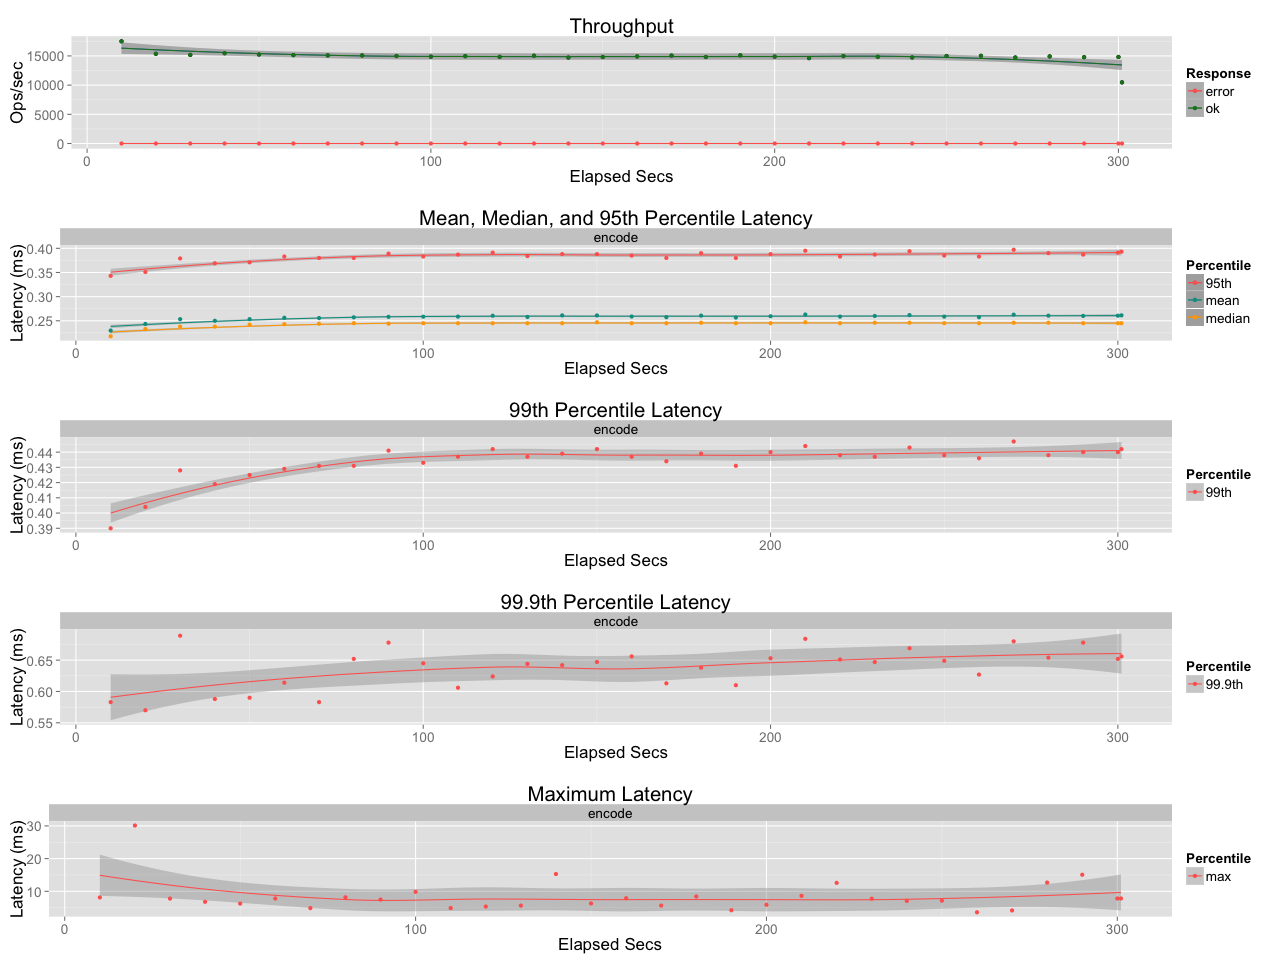 Throughput
15000
10000
5000
0
Ops/sec
0 100 200 300
Elapsed Secs
Response
error
ok
Mean, Median, and 95th Percentile Latency
encode
0.40
0.35
0.30
0.25
Latency (ms)
0 100 200 300
Elapsed Secs
Percentile
95th
mean
median
99th Percentile Latency
encode
0.44
0.43
0.42
0.41
0.40
0.39
Latency (ms)
0 100 200 300
Elapsed Secs
Percentile
99th
99.9th Percentile Latency
encode
0.65
0.60
0.55
Latency (ms)
0 100 200 300
Elapsed Secs
Percentile
99.9th
Maximum Latency
encode
30
20
10
Latency (ms)
0 100 200 300
Elapsed Secs
Percentile
max